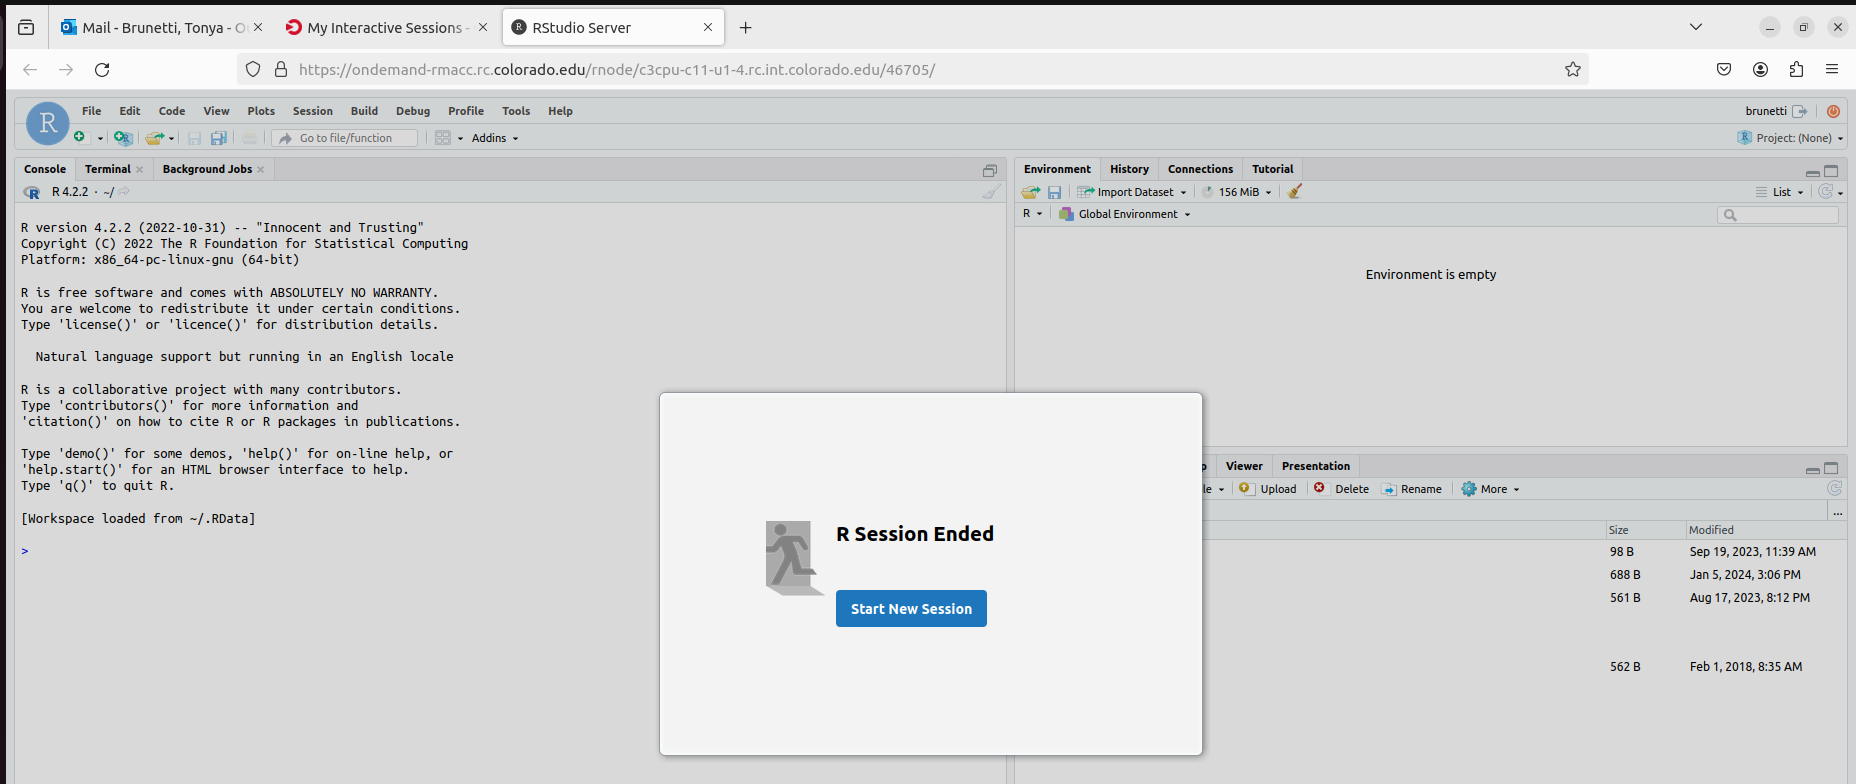 Mail - Brunetti, Tonya - O
My Interactive Sessions -
RStudio Server
https://ondemand-rmacc.rc.colorado.edu/rnode/c3cpu-c11-u1-4.rc.int.colorado.edu/46705/
R
File Edit Code View Plots Session Build Debug Profile Tools Help
brunetti
Go to file/function
Addins
Project: (None)
Console Terminal Background Jobs
R 4.2.2 · ~/
R version 4.2.2 (2022-10-31) -- "Innocent and Trusting"
Copyright (C) 2022 The R Foundation for Statistical Computing
Platform: x86_64-pc-linux-gnu (64-bit)
R is free software and comes with ABSOLUTELY NO WARRANTY.
You are welcome to redistribute it under certain conditions.
Type 'license()' or 'licence()' for distribution details.
Natural language support but running in an English locale
R is a collaborative project with many contributors.
Type 'contributors()' for more information and
'citation()' on how to cite R or R packages in publications.
Type 'demo()' for some demos, 'help()' for on-line help, or
'help.start()' for an HTML browser interface to help.
Type 'q()' to quit R.
[Workspace loaded from ~/.RData]
>
Environment History Connections Tutorial
Import Dataset 156 MiB List
R Global Environment
Environment is empty
R Session Ended
Start New Session
p Viewer Presentation
le Upload Delete Rename More
...
Size Modified
98 B Sep 19, 2023, 11:39 AM
688 B Jan 5, 2024, 3:06 PM
561 B Aug 17, 2023, 8:12 PM
562 B Feb 1, 2018, 8:35 AM